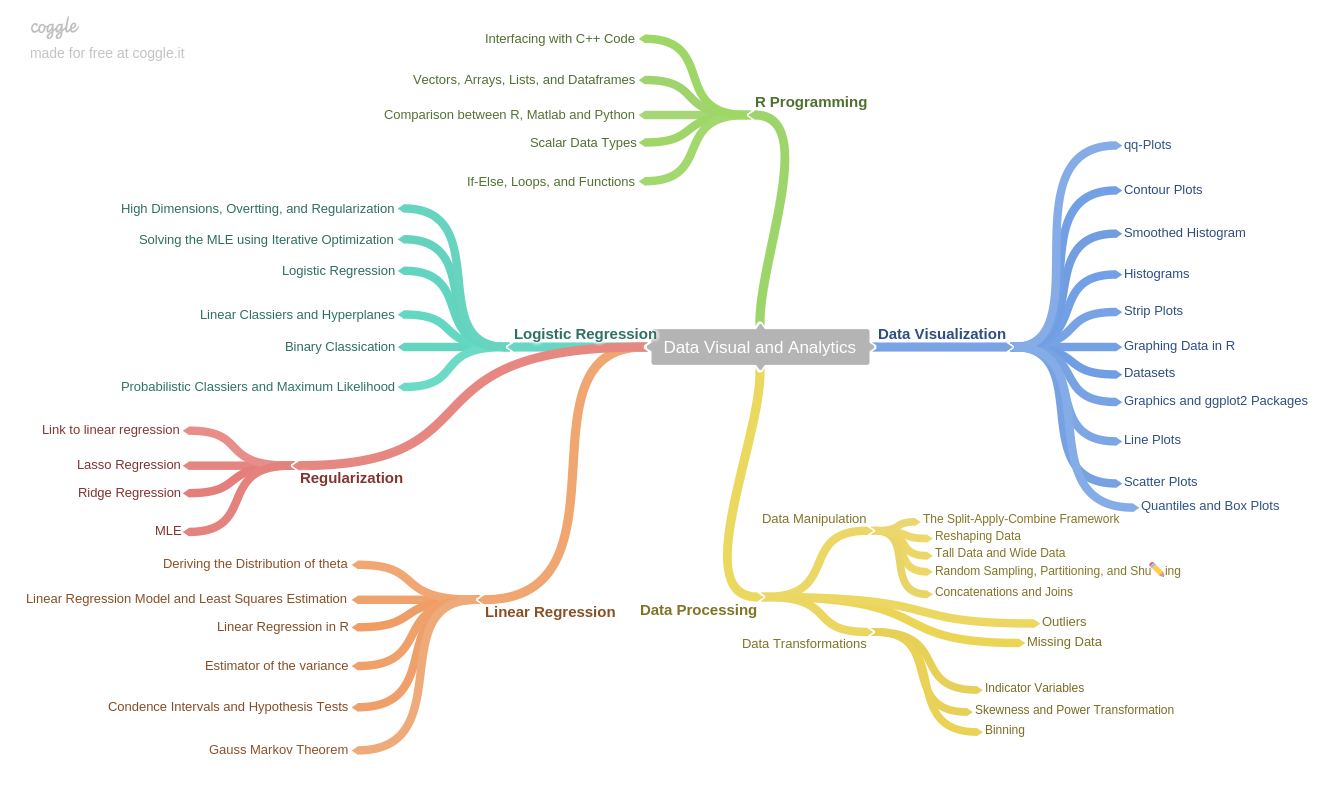 coggle
made for free at coggle.it
Interfacing with C++ Code
Vectors, Arrays, Lists, and Dataframes
R Programming
Comparison between R, Matlab and Python
Scalar Data Types
If-Else, Loops, and Functions
High Dimensions, Overtting, and Regularization
Solving the MLE using Iterative Optimization
Logistic Regression
Linear Classiers and Hyperplanes
Logistic Regression
Binary Classication
Probabilistic Classiers and Maximum Likelihood
Data Visual and Analytics
Data Visualization
qq-Plots
Contour Plots
Smoothed Histogram
Histograms
Strip Plots
Graphing Data in R
Datasets
Graphics and ggplot2 Packages
Line Plots
Scatter Plots
Quantiles and Box Plots
Link to linear regression
Lasso Regression
Regularization
Ridge Regression
MLE
Deriving the Distribution of theta
Linear Regression Model and Least Squares Estimation
Linear Regression
Linear Regression in R
Estimator of the variance
Condence Intervals and Hypothesis Tests
Gauss Markov Theorem
Data Processing
Data Manipulation
The Split-Apply-Combine Framework
Reshaping Data
Tall Data and Wide Data
Random Sampling, Partitioning, and Shu✏️ing
Concatenations and Joins
Outliers
Missing Data
Data Transformations
Indicator Variables
Skewness and Power Transformation
Binning